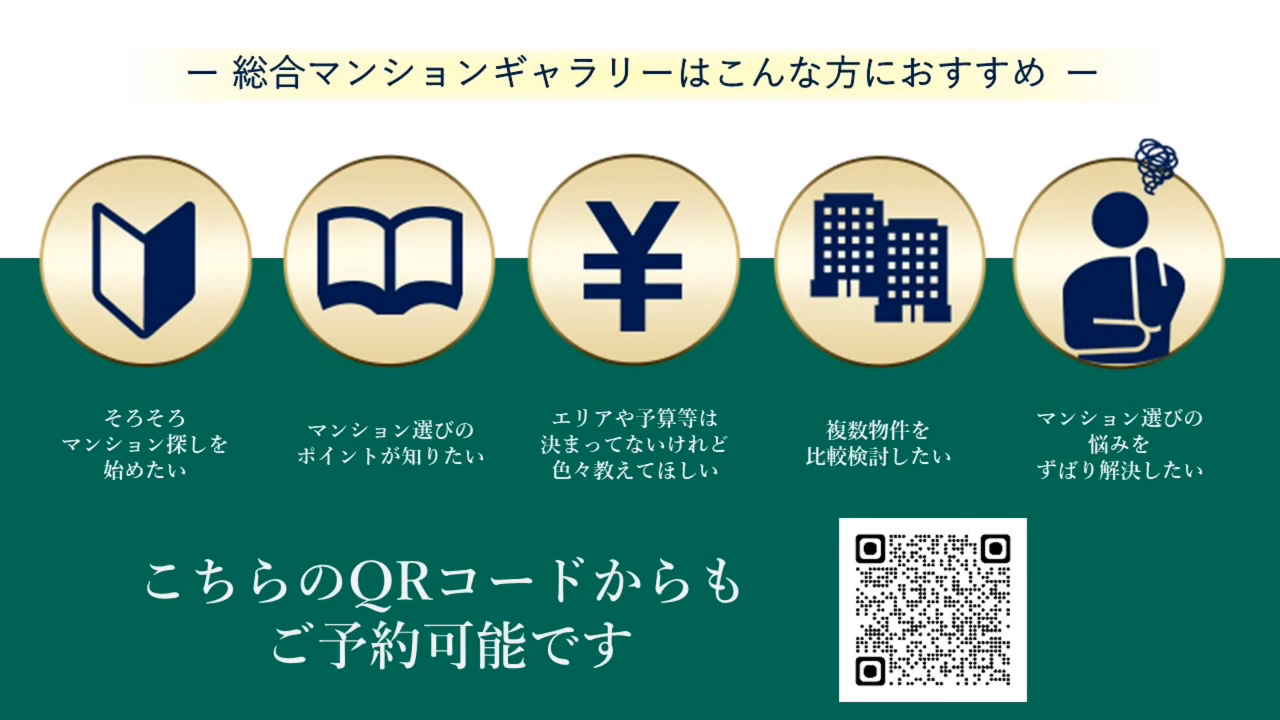 ー 総合マンションギャラリーはこんな方におすすめ ー
そろそろ
マンション探しを
始めたい
マンション選びの
ポイントが知りたい
¥
エリアや予算等は
決まってないけれど
色々教えてほしい
複数物件を
比較検討したい
マンション選びの
悩みを
ずばり解決したい
こちらのQRコードからも
ご予約可能です